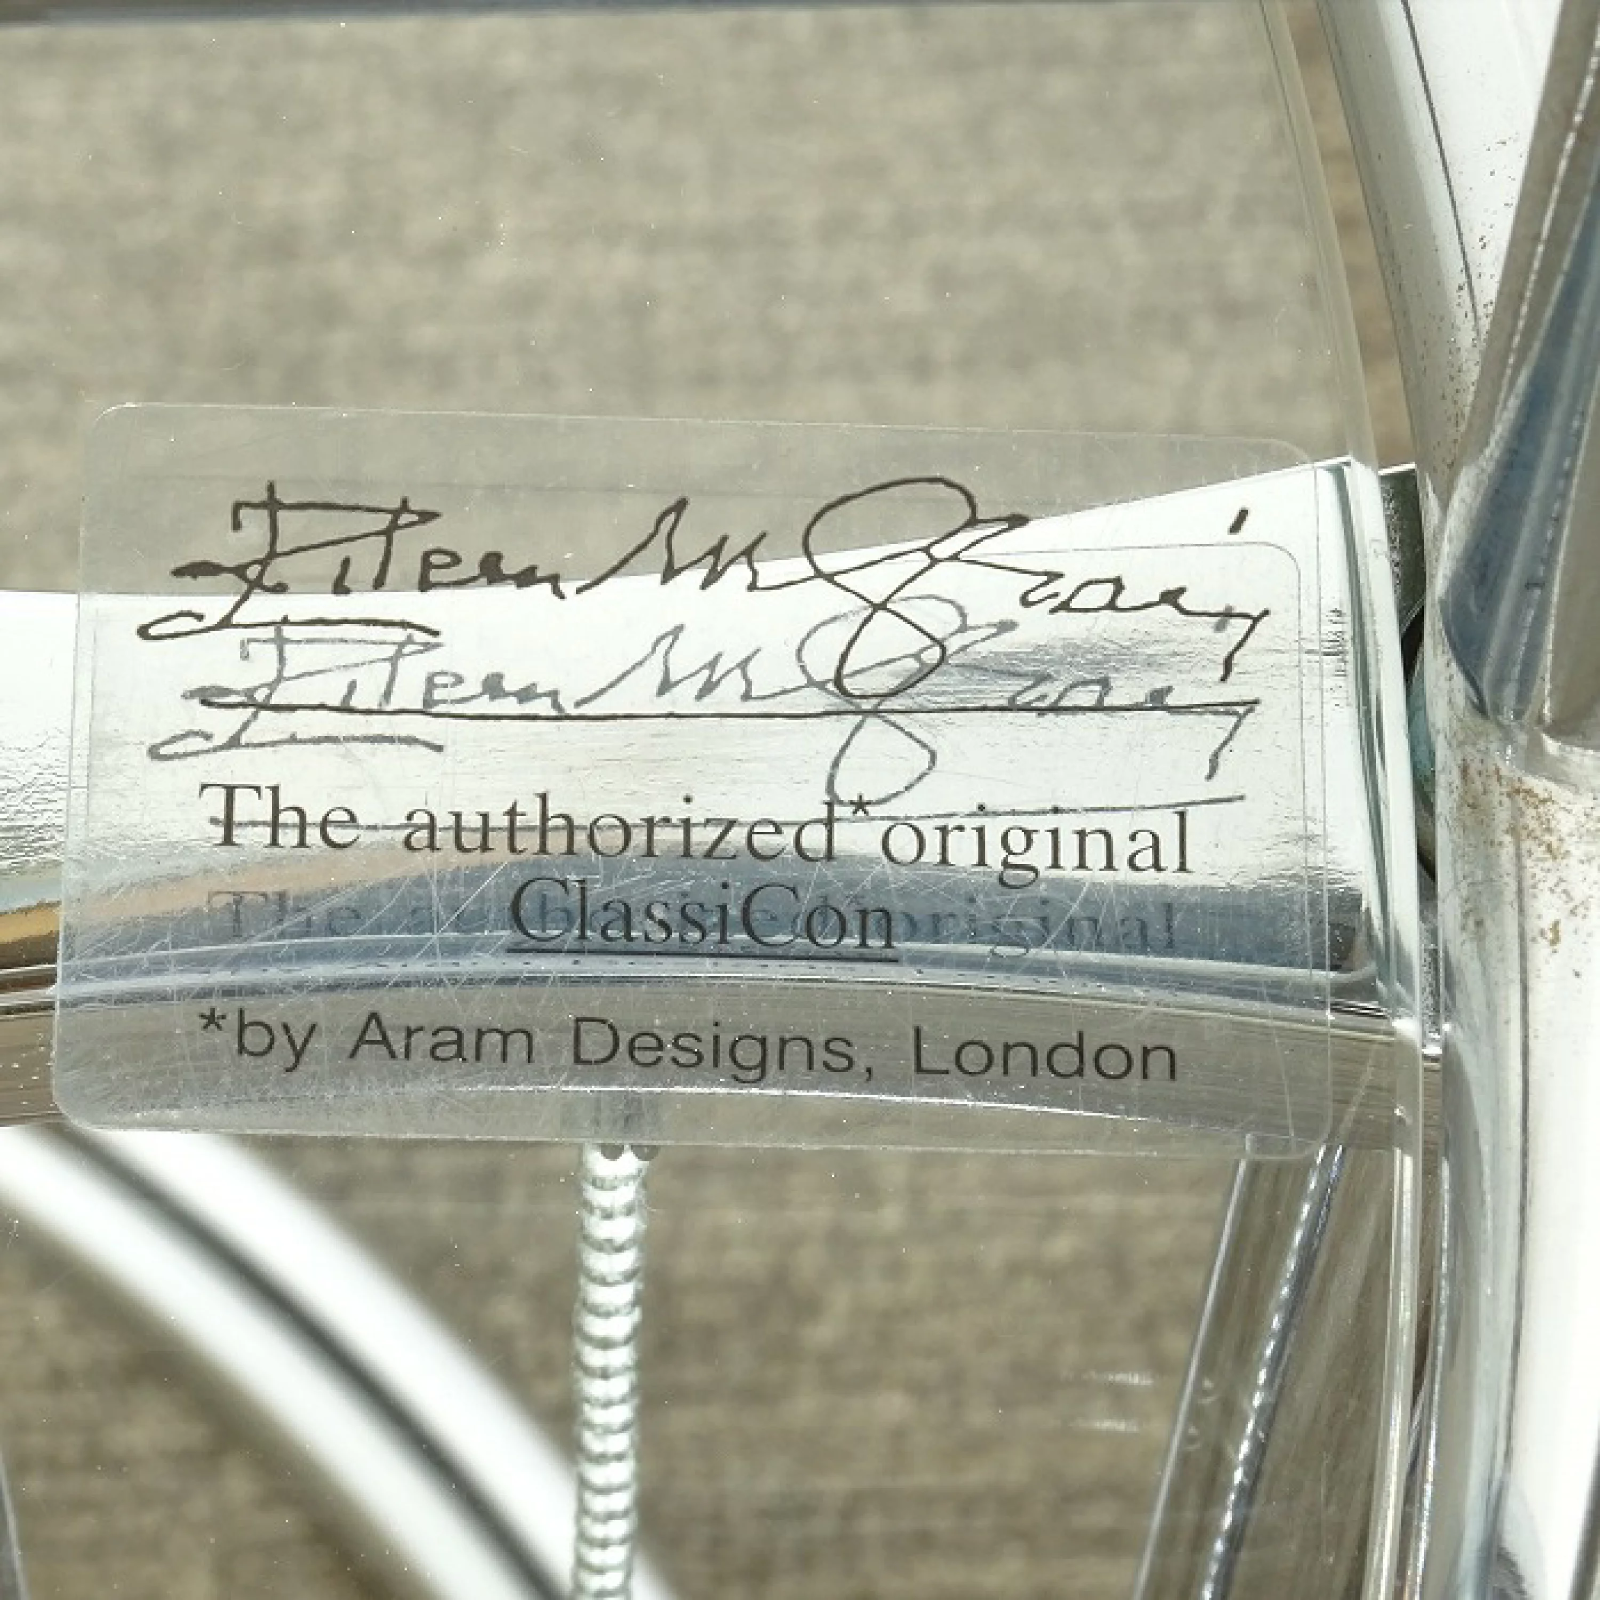 Eileen M Gray
The authorized* original
ClassiCon
*by Aram Designs, London